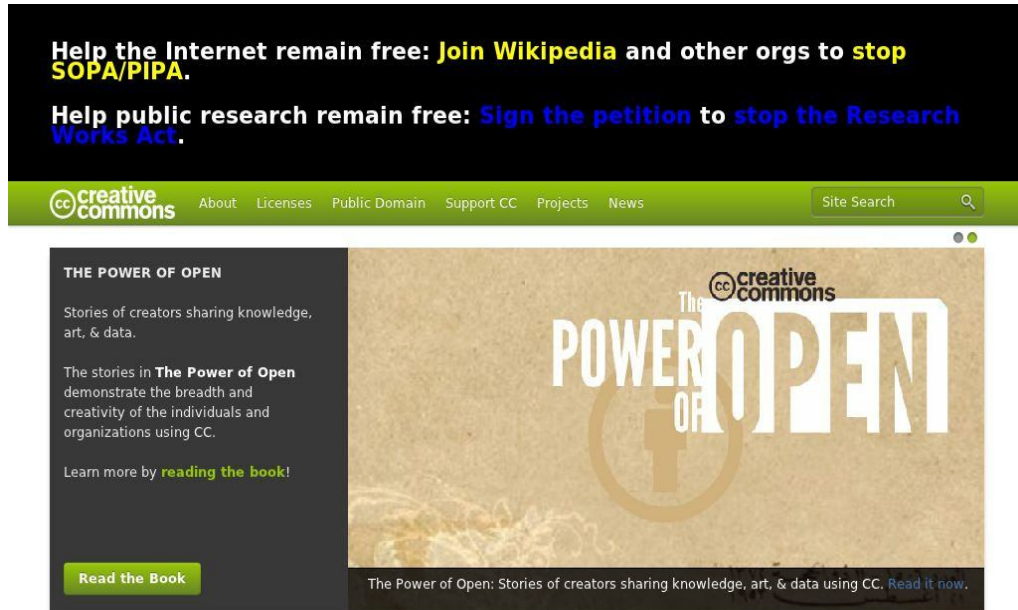 Help the Internet remain free: Join Wikipedia and other orgs to stop
SOPA/PIPA.
Help public research remain free: Sign the petition to stop the Research
Works Act.
cc creative
commons
About Licenses Public Domain Support CC Projects News
Site Search
THE POWER OF OPEN
Stories of creators sharing knowledge,
art, & data.
The stories in The Power of Open
demonstrate the breadth and
creativity of the individuals and
organizations using CC.
Learn more by reading the book!
Read the Book
cc creative
commons
The
POWER
OF
OPEN
The Power of Open: Stories of creators sharing knowledge, art, & data using CC. Read it now.